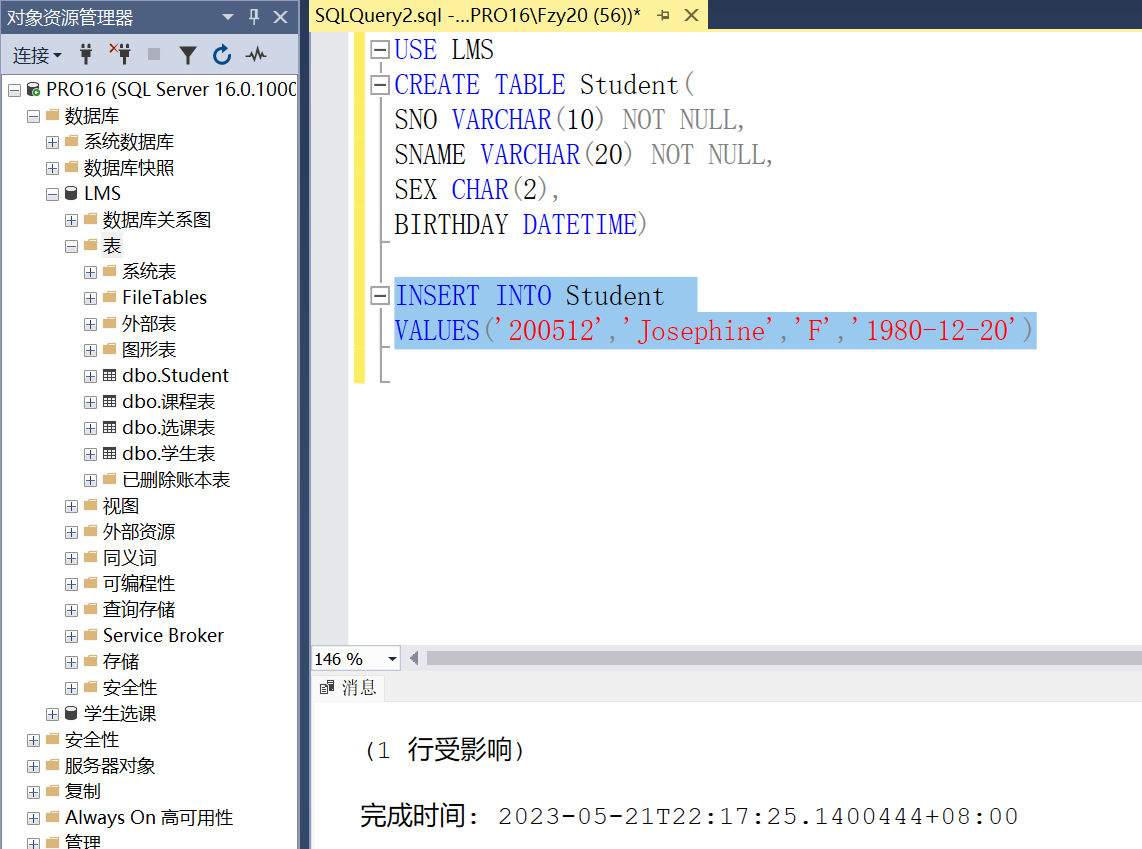 对象资源管理器
连接
PRO16 (SQL Server 16.0.1000
数据库
系统数据库
数据库快照
LMS
数据库关系图
表
系统表
FileTables
外部表
图形表
dbo.Student
dbo.课程表
dbo.选课表
dbo.学生表
已删除账本表
视图
外部资源
同义词
可编程性
查询存储
Service Broker
存储
安全性
学生选课
安全性
服务器对象
复制
Always On 高可用性
管理
SQLQuery2.sql -...PRO16\Fzy20 (56))*
USE LMS
CREATE TABLE Student(
SNO VARCHAR(10) NOT NULL,
SNAME VARCHAR(20) NOT NULL,
SEX CHAR(2),
BIRTHDAY DATETIME)
INSERT INTO Student
VALUES('200512','Josephine','F','1980-12-20')
146 %
消息
(1 行受影响)
完成时间: 2023-05-21T22:17:25.1400444+08:00